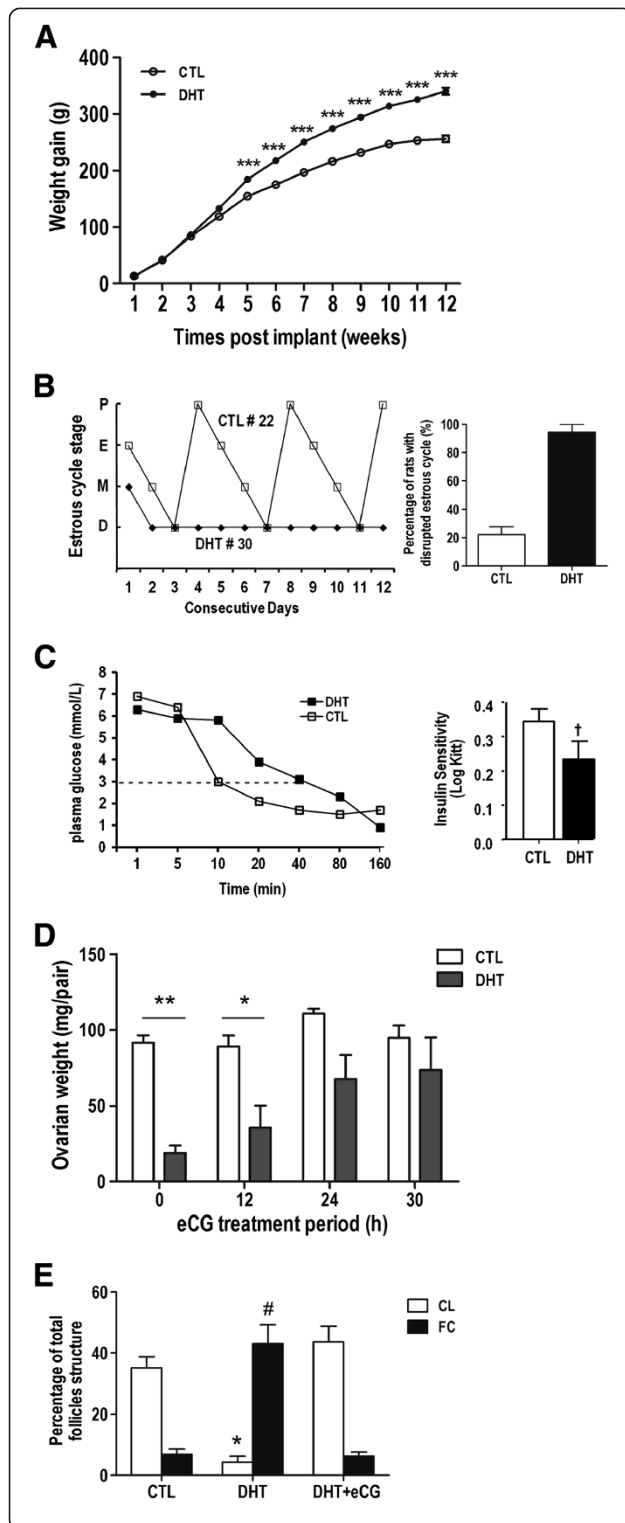 A
CTL
DHT
Weight gain (g)
400
300
200
100
0
***
***
***
***
***
***
***
***
1 2 3 4 5 6 7 8 9 10 11 12
Times post implant (weeks)
B
Estrous cycle stage
P
E
M
D
CTL # 22
DHT # 30
1 2 3 4 5 6 7 8 9 10 11 12
Consecutive Days
Percentage of rats with
disrupted estrous cycle (%)
100
80
60
40
20
0
CTL DHT
C
plasma glucose (mmol/L)
8
7
6
5
4
3
2
1
0
DHT
CTL
1 5 10 20 40 80 160
Time (min)
Insulin Sensitivity
(Log Kitt)
0.4
0.3
0.2
0.1
0.0
†
CTL DHT
D
Ovarian weight (mg/pair)
150
100
50
0
CTL
DHT
**
*
0 12 24 30
eCG treatment period (h)
E
Percentage of total
follicles structure
60
40
20
0
CL
FC
*
#
CTL DHT DHT+eCG